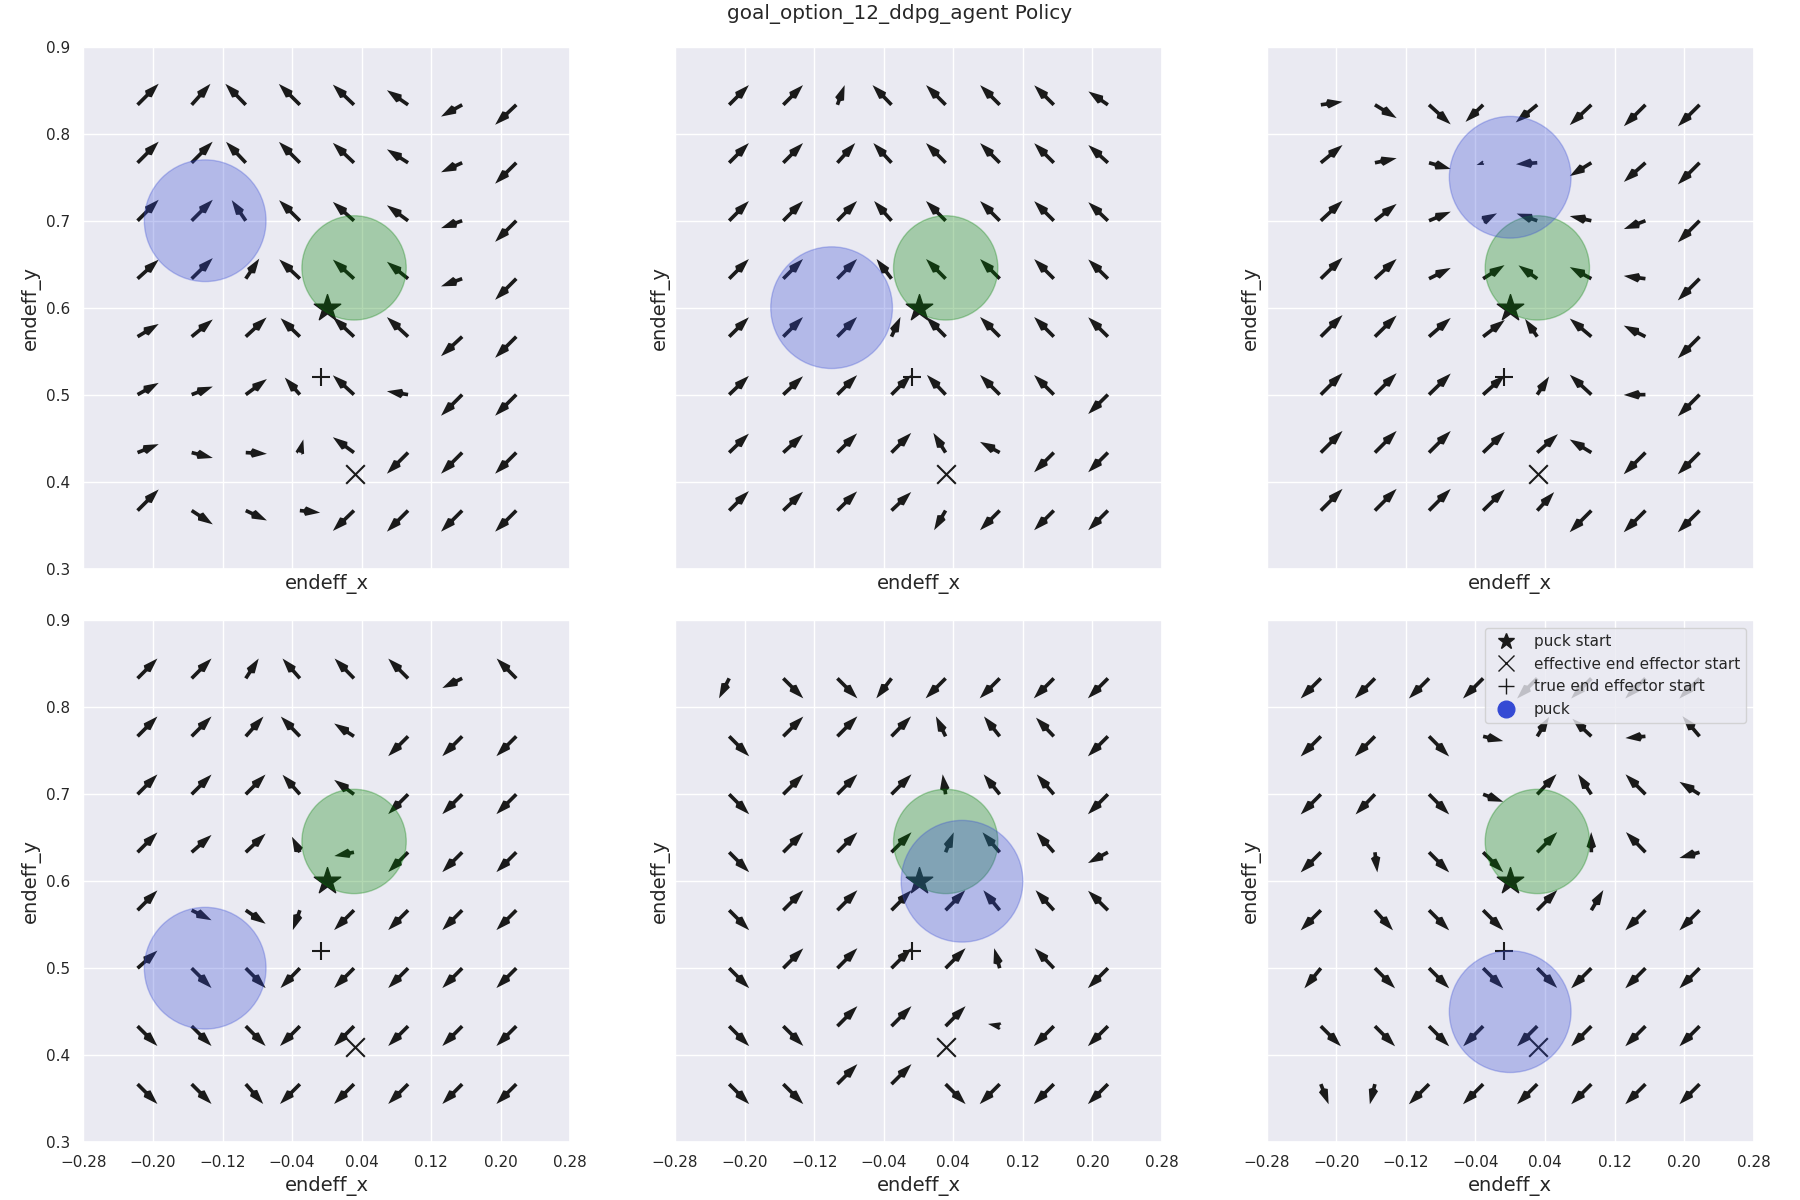 goal_option_12_ddpg_agent Policy
0.9
0.8
0.7
0.6
0.5
0.4
0.3
endeff_y
endeff_x
endeff_y
endeff_x
endeff_y
endeff_x
0.9
0.8
0.7
0.6
0.5
0.4
0.3
endeff_y
−0.28 −0.20 −0.12 −0.04 0.04 0.12 0.20 0.28
endeff_x
endeff_y
−0.28 −0.20 −0.12 −0.04 0.04 0.12 0.20 0.28
endeff_x
puck start
effective end effector start
true end effector start
puck
endeff_y
−0.28 −0.20 −0.12 −0.04 0.04 0.12 0.20 0.28
endeff_x